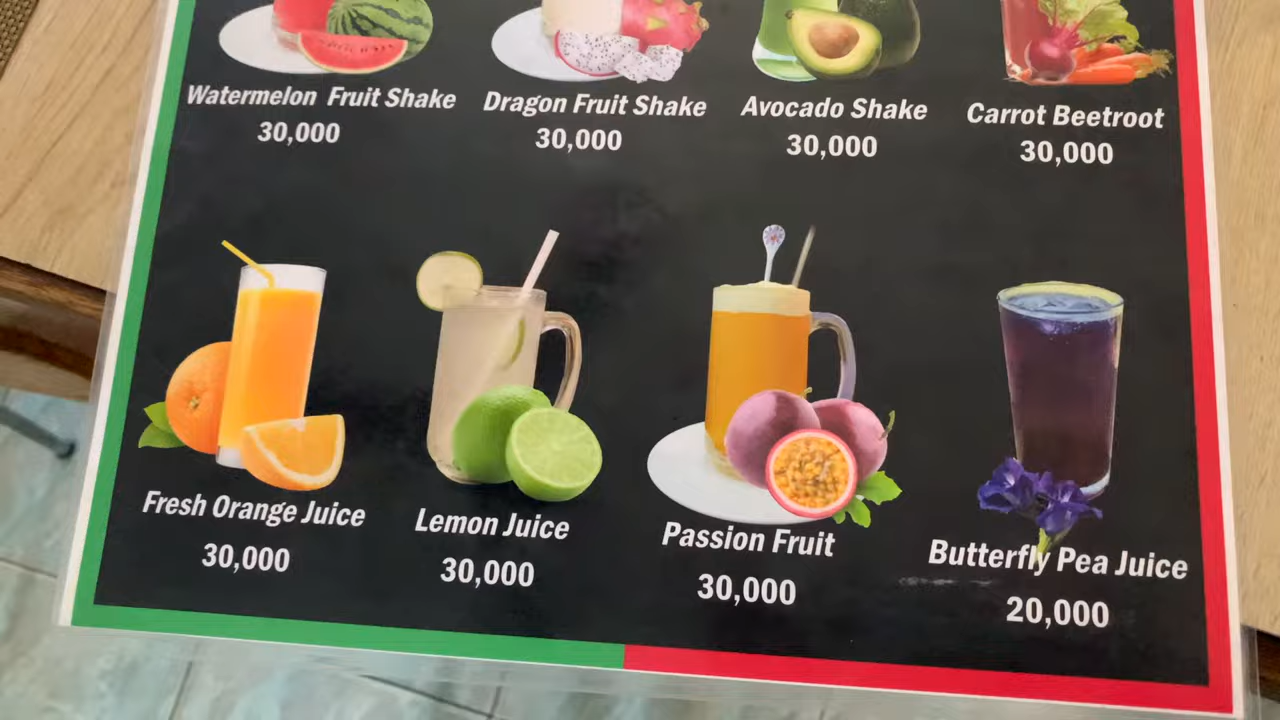 Watermelon Fruit Shake
30,000
Dragon Fruit Shake
30,000
Avocado Shake
30,000
Carrot Beetroot
30,000
Fresh Orange Juice
30,000
Lemon Juice
30,000
Passion Fruit
30,000
Butterfly Pea Juice
20,000